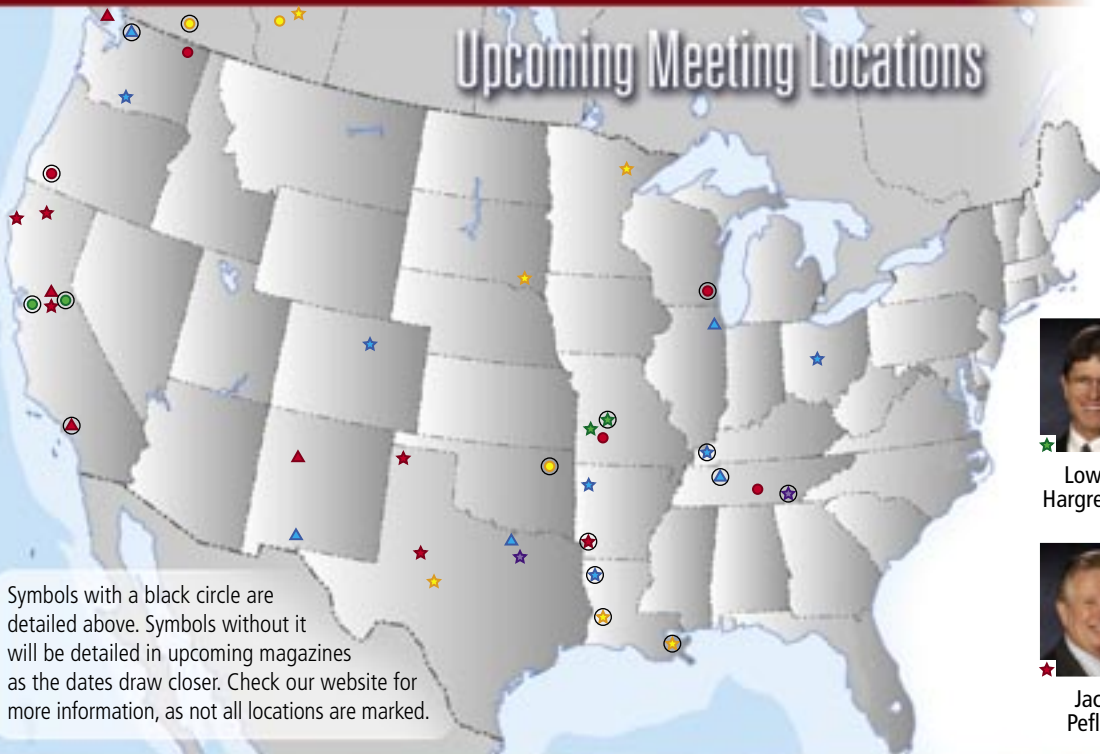 Upcoming Meeting Locations
Symbols with a black circle are
detailed above. Symbols without it
will be detailed in upcoming magazines
as the dates draw closer. Check our website for
more information, as not all locations are marked.
Low
Hargre
Jac
Pefl